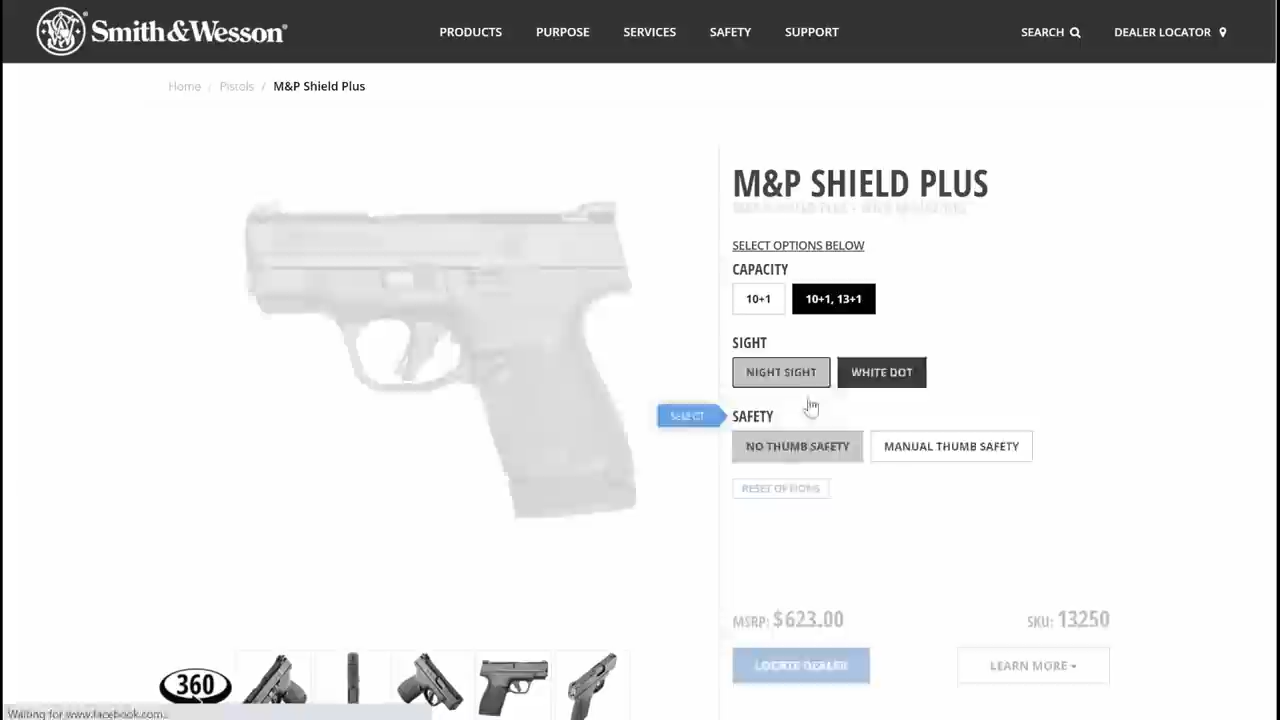 Smith&Wesson
PRODUCTS PURPOSE SERVICES SAFETY SUPPORT SEARCH DEALER LOCATOR
Home / Pistols / M&P Shield Plus
M&P SHIELD PLUS
SELECT OPTIONS BELOW
CAPACITY
10+1 10+1, 13+1
SIGHT
NIGHT SIGHT WHITE DOT
SELECT SAFETY
NO THUMB SAFETY MANUAL THUMB SAFETY
RESET OPTIONS
MSRP: $623.00 SKU: 13250
LOCATE DEALER LEARN MORE
360
Waiting for www.facebook.com...